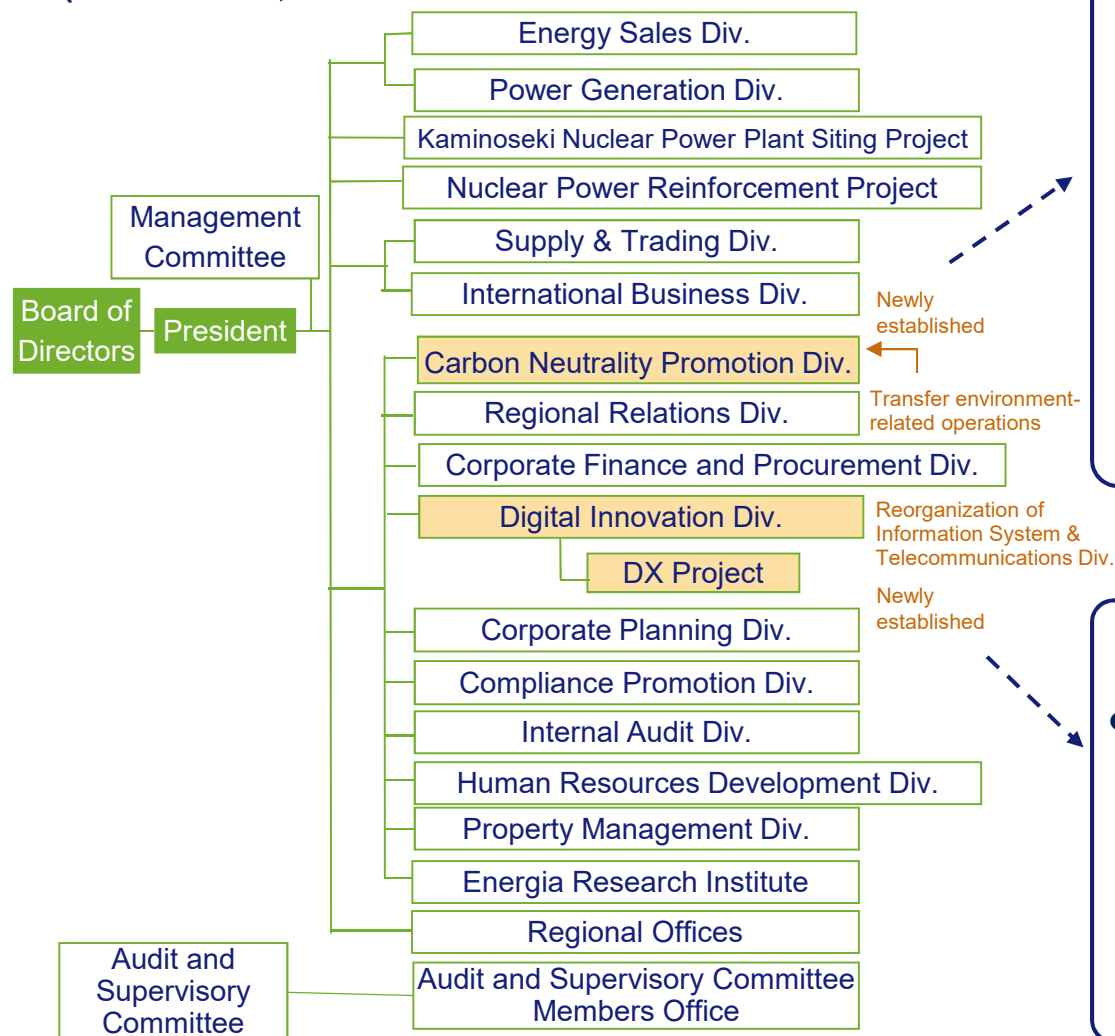 Energy Sales Div.
Power Generation Div.
Kaminoseki Nuclear Power Plant Siting Project
Nuclear Power Reinforcement Project
Management
Committee
Supply & Trading Div.
International Business Div.
Board of
Directors
President
Newly
established
Carbon Neutrality Promotion Div.
Transfer environment-
related operations
Regional Relations Div.
Corporate Finance and Procurement Div.
Digital Innovation Div.
Reorganization of
Information System &
Telecommunications Div.
DX Project
Newly
established
Corporate Planning Div.
Compliance Promotion Div.
Internal Audit Div.
Human Resources Development Div.
Property Management Div.
Energia Research Institute
Regional Offices
Audit and
Supervisory
Committee
Audit and Supervisory Committee
Members Office